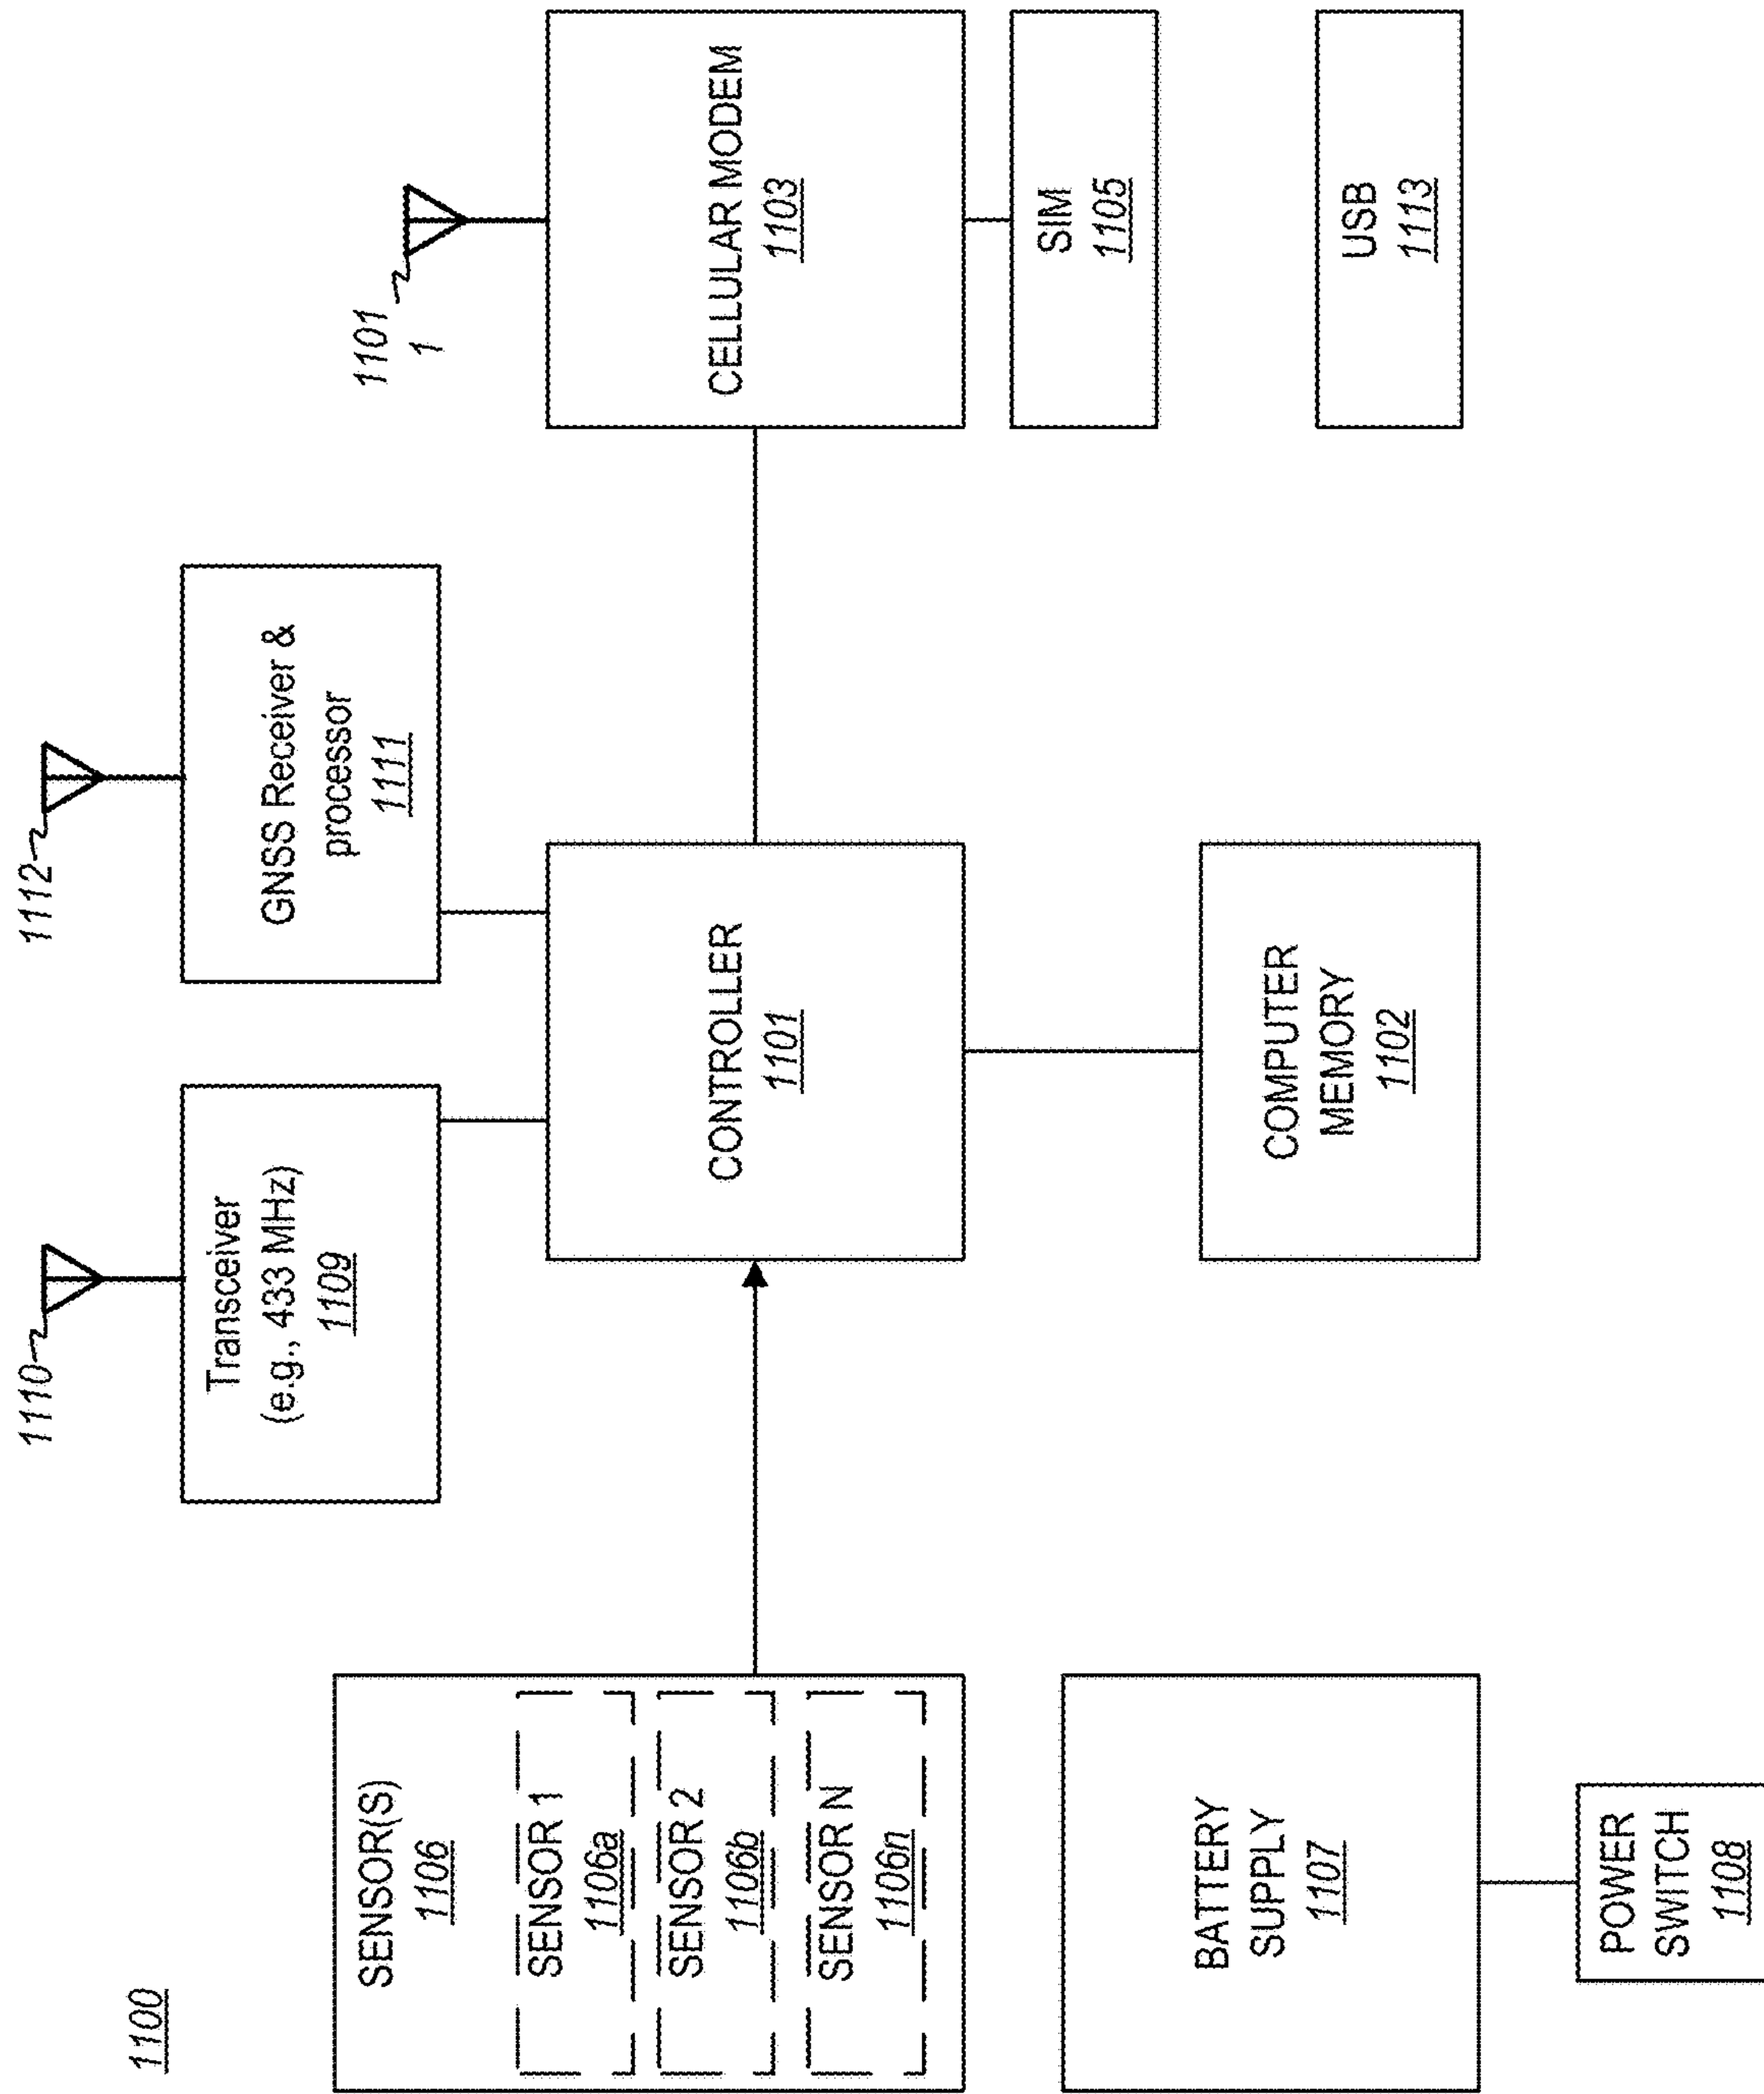 1100
1110
1112
Transceiver
(e.g., 433 MHz)
1109
GNSS Receiver &
processor
1111
1101
1
SENSOR(S)
1106
SENSOR 1
1106a
SENSOR 2
1106b
SENSOR N
1106n
CONTROLLER
1101
CELLULAR MODEM
1103
SIM
1105
BATTERY
SUPPLY
1107
COMPUTER
MEMORY
1102
USB
1113
POWER
SWITCH
1108